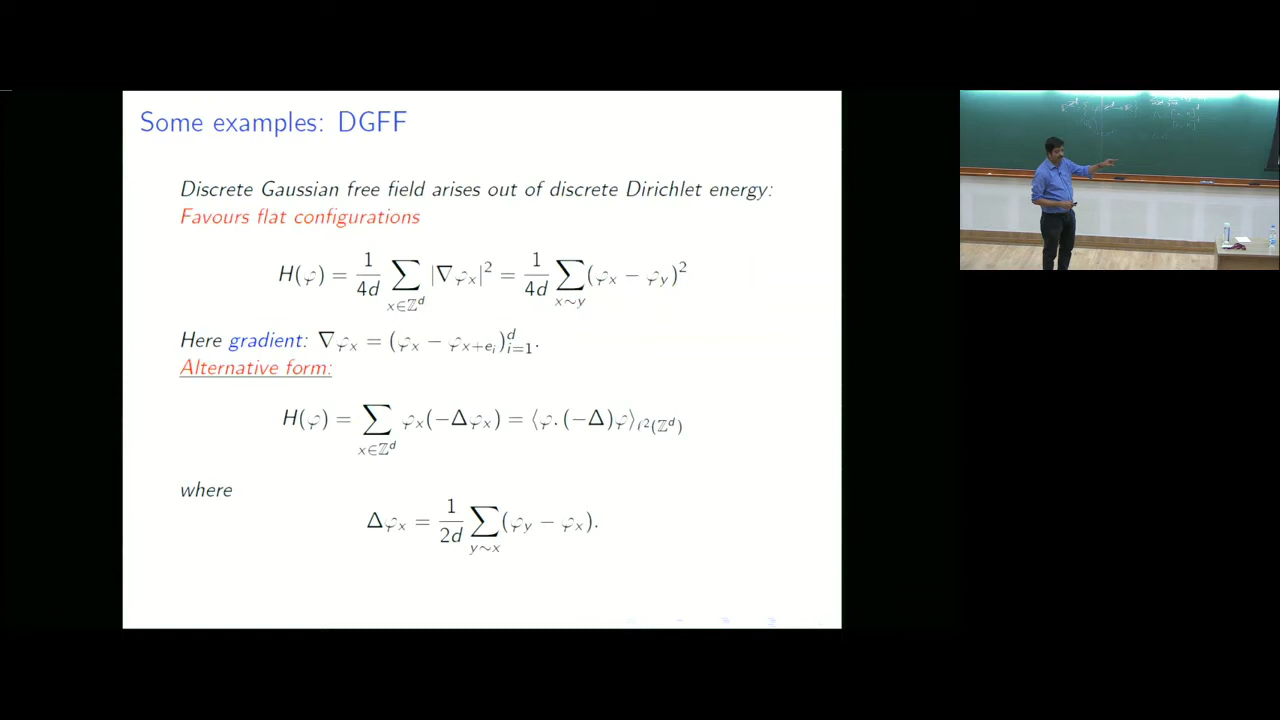 Some examples: DGFF
Discrete Gaussian free field arises out of discrete Dirichlet energy:
Favours flat configurations
H(φ) = 1/4d ∑_{x∈ℤ^d} |∇φ_x|² = 1/4d ∑_{x∼y} (φ_x − φ_y)²
Here gradient: ∇φ_x = (φ_x − φ_{x+e_i})_{i=1}^d.
Alternative form:
H(φ) = ∑_{x∈ℤ^d} φ_x(−Δφ_x) = ⟨φ.(−Δ)φ⟩_{ℓ²(ℤ^d)}
where
Δφ_x = 1/2d ∑_{y∼x} (φ_y − φ_x).